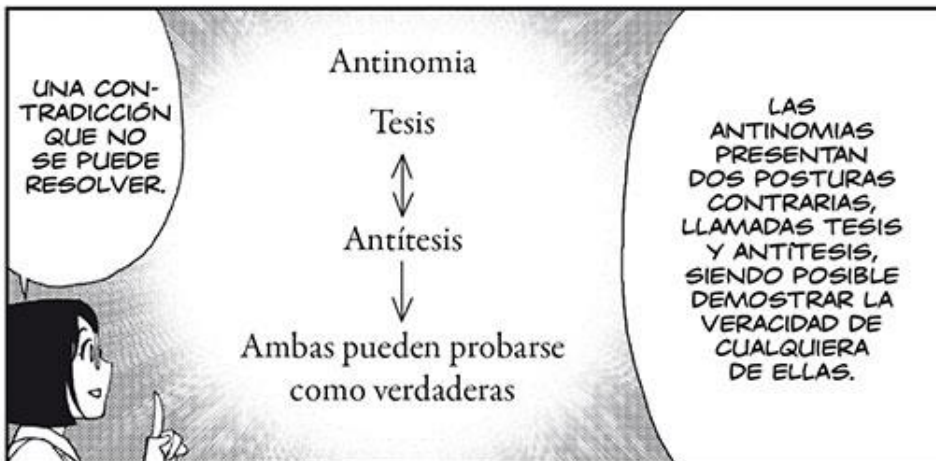 UNA CON-
TRADICCIÓN
QUE NO
SE PUEDE
RESOLVER.
Antinomia
Tesis
Antítesis
Ambas pueden probarse
como verdaderas
LAS
ANTINOMIAS
PRESENTAN
DOS POSTURAS
CONTRARIAS,
LLAMADAS TESIS
Y ANTÍTESIS,
SIENDO POSIBLE
DEMOSTRAR LA
VERACIDAD DE
CUALQUIERA
DE ELLAS.